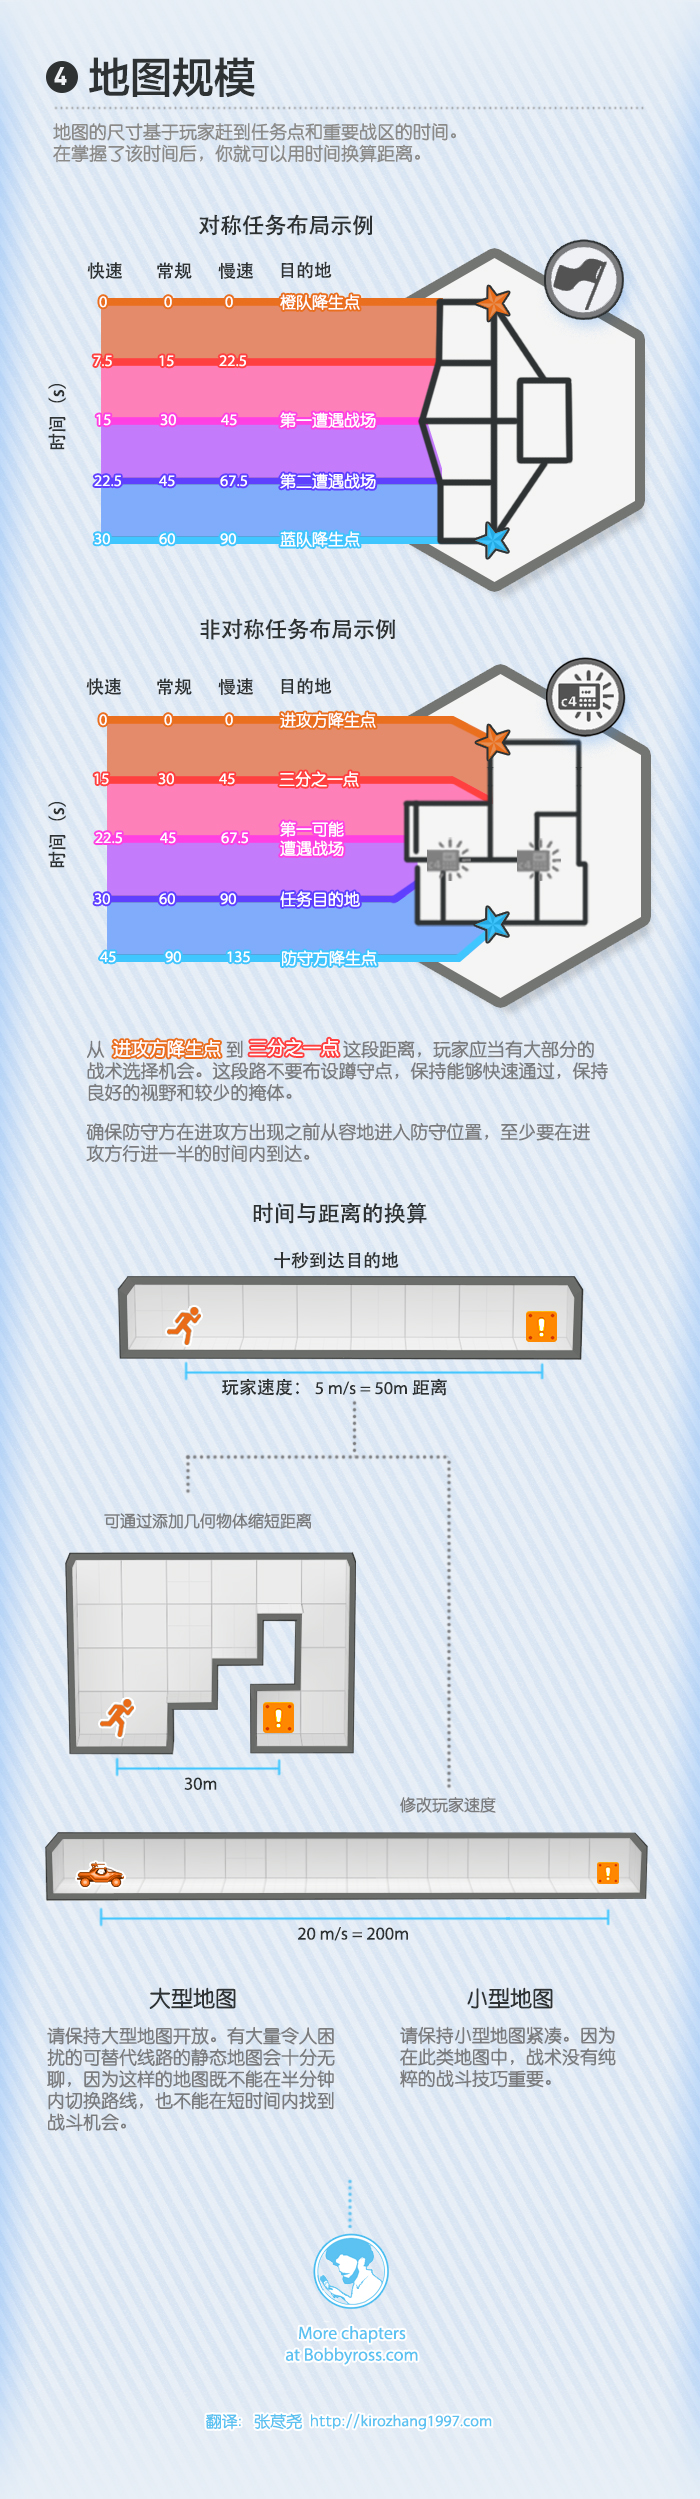 4 地图规模
地图的尺寸基于玩家赶到任务点和重要战区的时间。
在掌握了该时间后，你就可以用时间换算距离。
对称任务布局示例
快速 常规 慢速 目的地
0 0 0 橙队降生点
7.5 15 22.5
15 30 45 第一遭遇战场
22.5 45 67.5 第二遭遇战场
30 60 90 蓝队降生点
时间（s）
非对称任务布局示例
快速 常规 慢速 目的地
c4
0 0 0 进攻方降生点
15 30 45 三分之一点
22.5 45 67.5 第一可能
遭遇战场
c4 c4
30 60 90 任务目的地
45 90 135 防守方降生点
时间（s）
从 进攻方降生点 到 三分之一点 这段距离，玩家应当有大部分的
战术选择机会。这段路不要布设蹲守点，保持能够快速通过，保持
良好的视野和较少的掩体。
确保防守方在进攻方出现之前从容地进入防守位置，至少要在进
攻方行进一半的时间内到达。
时间与距离的换算
十秒到达目的地
!
玩家速度： 5 m/s = 50m 距离
可通过添加几何物体缩短距离
!
30m
修改玩家速度
!
20 m/s = 200m
大型地图
请保持大型地图开放。有大量令人困
扰的可替代线路的静态地图会十分无
聊，因为这样的地图既不能在半分钟
内切换路线，也不能在短时间内找到
战斗机会。
小型地图
请保持小型地图紧凑。因为
在此类地图中，战术没有纯
粹的战斗技巧重要。
More chapters
at Bobbyross.com
翻译： 张荩尧 http://kirozhang1997.com